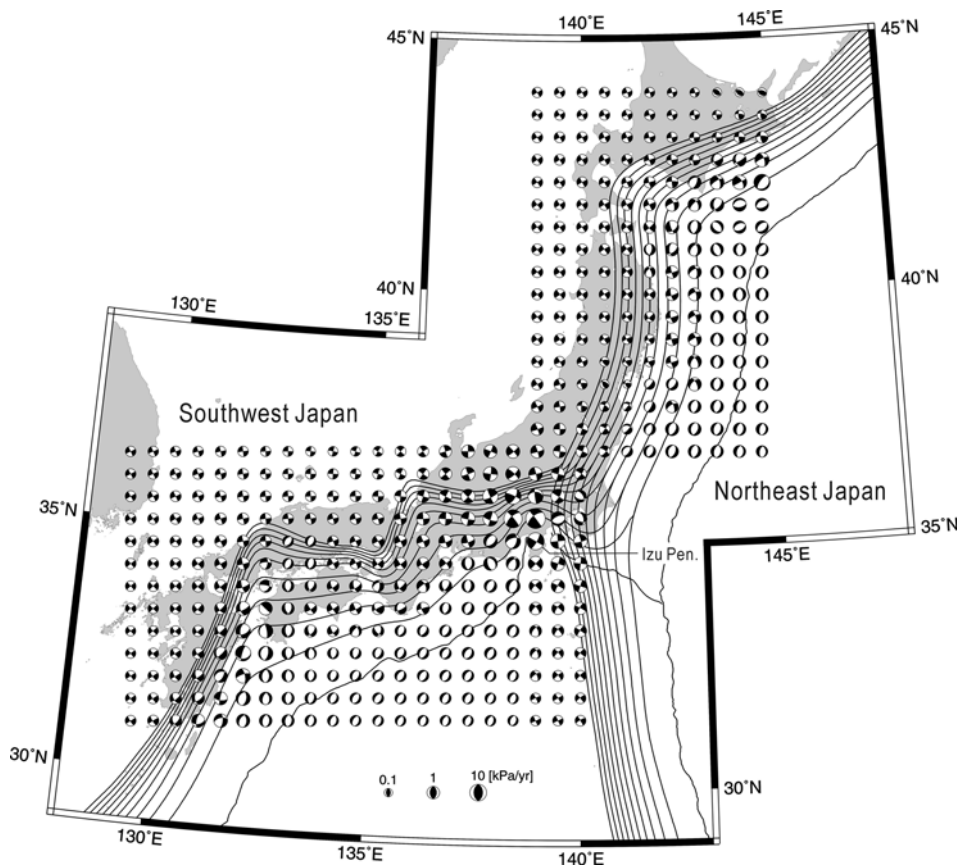 140°E
145°E
45°N
45°N
40°N
40°N
130°E
135°E
Southwest Japan
Northeast Japan
35°N
35°N
Izu Pen.
145°E
30°N
30°N
0.1 1 10 [kPa/yr]
130°E
135°E
140°E